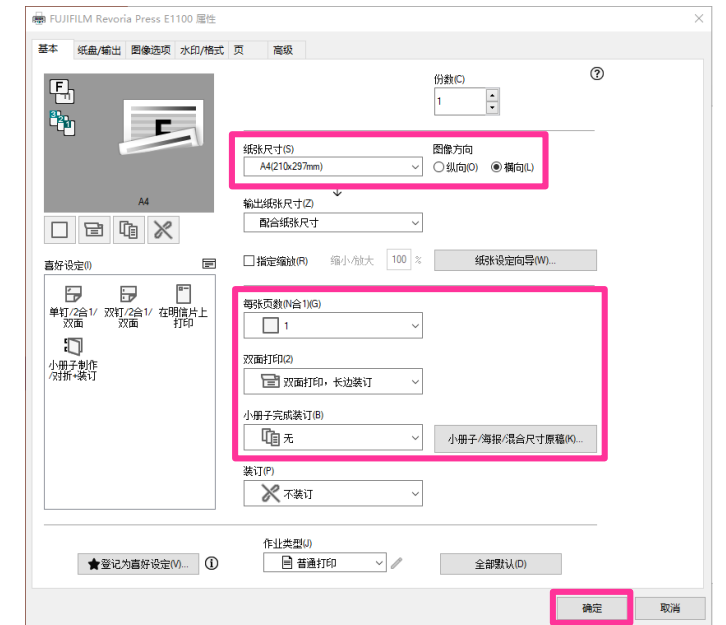 FUJIFILM Revoria Press E1100 属性
基本 纸盘/输出 图像选项 水印/格式 页 高级
份数(C)
1
纸张尺寸(S) 图像方向
A4(210x297mm) 纵向(O) 横向(L)
A4
输出纸张尺寸(Z)
配合纸张尺寸
指定缩放(R) 缩小/放大 100 % 纸张设定向导(W)...
喜好设定(I)
单钉/2合1/双面
双钉/2合1/双面
在明信片上打印
小册子制作/对折+装订
每张页数(N合1)(G)
1
双面打印(2)
双面打印，长边装订
小册子完成装订(B)
无 小册子/海报/混合尺寸原稿(K)...
装订(P)
不装订
作业类型(J)
登记为喜好设定(V)... 普通打印 全部默认(D)
确定 取消